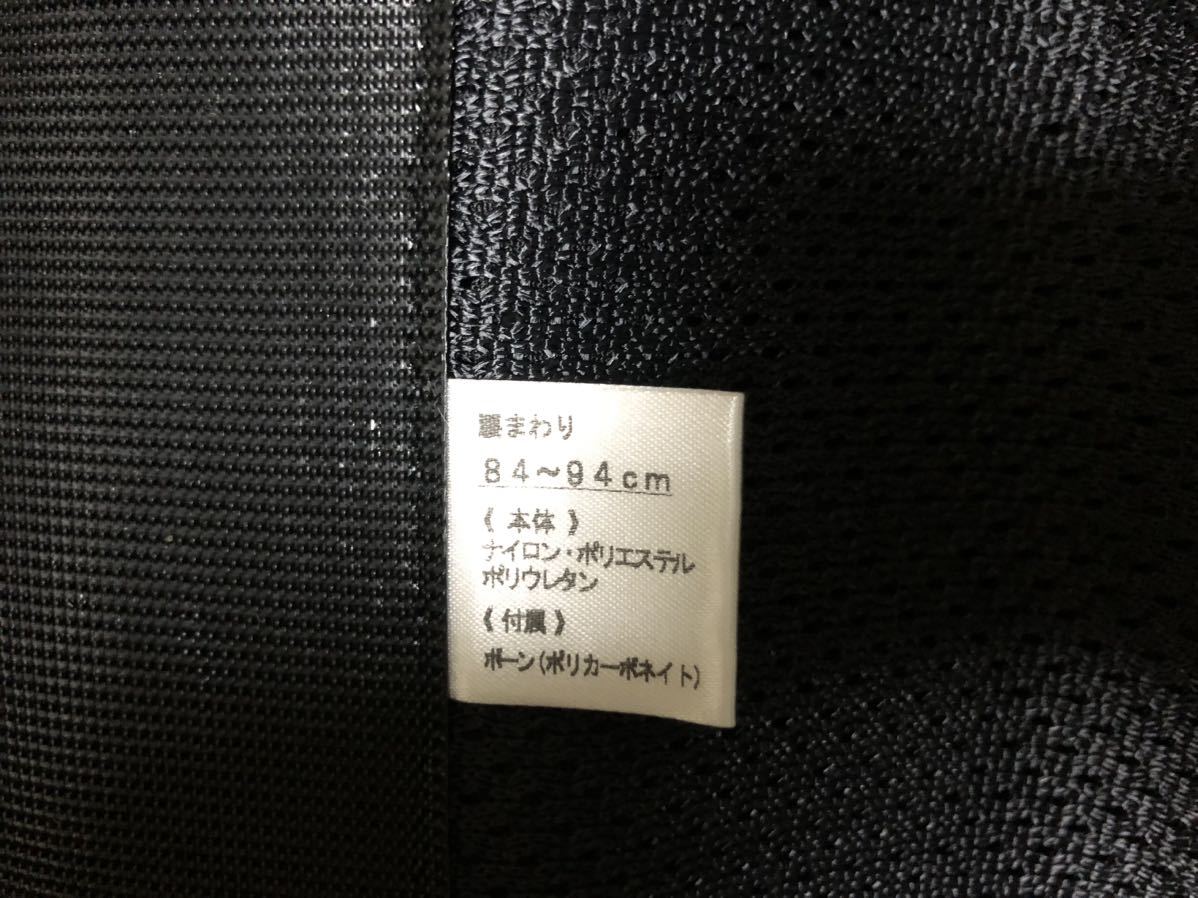 腰まわり
84～94cm
《 本体 》
ナイロン・ポリエステル
ポリウレタン
《 付属 》
ボーン(ポリカーボネイト)